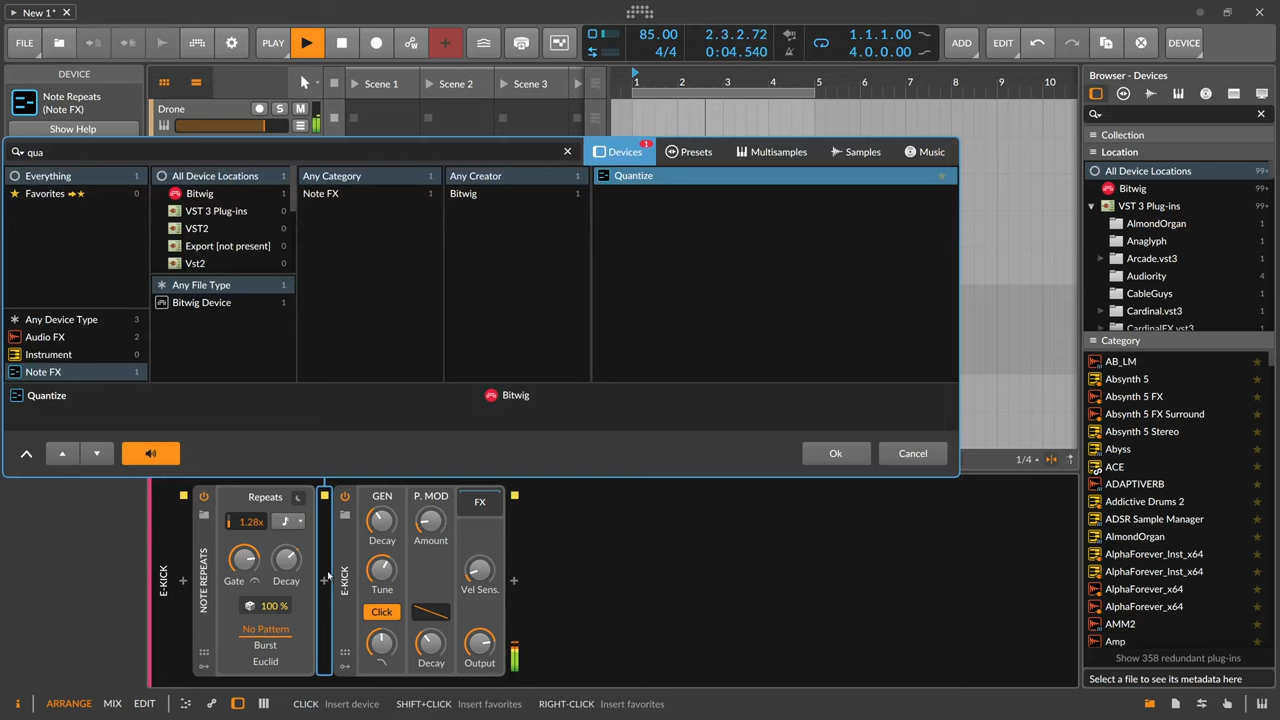 New 1*
FILE
PLAY
85.00
4/4
2.3.2.72
0:04.540
1.1.1.00
4.0.0.00
ADD
EDIT
DEVICE
DEVICE
Note Repeats
(Note FX)
Show Help
Scene 1
Scene 2
Scene 3
1 2 3 4 5 6 7 8 9 10
Drone
S
M
Browser - Devices
Collection
Location
All Device Locations 99+
Bitwig 1
VST 3 Plug-ins 99+
AlmondOrgan 1
Anaglyph 1
Arcade.vst3 1
Audiority 4
CableGuys 1
Cardinal.vst3 1
CardinalFX.vst3 1
Category
AB_LM
Absynth 5
Absynth 5 FX
Absynth 5 FX Surround
Absynth 5 Stereo
Abyss
ACE
ADAPTIVERB
Addictive Drums 2
ADSR Sample Manager
AlmondOrgan
AlphaForever_Inst_x64
AlphaForever_Inst_x64
AlphaForever_x64
AlphaForever_x64
AMM2
Amp
Show 358 redundant plug-ins
Select a file to see its metadata here
qua
Devices 1
Presets
Multisamples
Samples
Music
Everything 1
Favorites 0
Any Device Type 3
Audio FX 2
Instrument 0
Note FX 1
All Device Locations 1
Bitwig 1
VST 3 Plug-ins 0
VST2 0
Export [not present] 0
Vst2 0
Any File Type 1
Bitwig Device 1
Any Category 1
Note FX 1
Any Creator 1
Bitwig 1
Quantize
Quantize
Bitwig
Ok
Cancel
1/4
E-KICK
NOTE REPEATS
Repeats
1.28x
Gate
Decay
100 %
No Pattern
Burst
Euclid
E-KICK
GEN
Decay
Tune
Click
P. MOD
Amount
Decay
FX
Vel Sens.
Output
ARRANGE
MIX
EDIT
CLICK Insert device
SHIFT+CLICK Insert favorites
RIGHT-CLICK Insert favorites